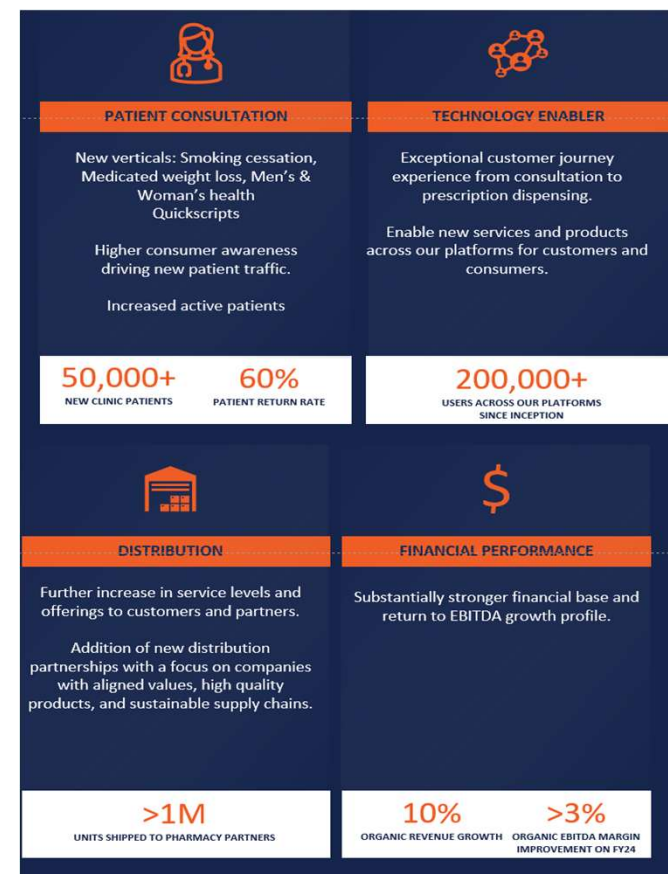 PATIENT CONSULTATION
New verticals: Smoking cessation,
Medicated weight loss, Men's &
Woman's health
Quickscripts
Higher consumer awareness
driving new patient traffic.
Increased active patients
50,000+
NEW CLINIC PATIENTS
60%
PATIENT RETURN RATE
TECHNOLOGY ENABLER
Exceptional customer journey
experience from consultation to
prescription dispensing.
Enable new services and products
across our platforms for customers and
consumers.
200,000+
USERS ACROSS OUR PLATFORMS
SINCE INCEPTION
DISTRIBUTION
Further increase in service levels and
offerings to customers and partners.
Addition of new distribution
partnerships with a focus on companies
with aligned values, high quality
products, and sustainable supply chains.
>1M
UNITS SHIPPED TO PHARMACY PARTNERS
$
FINANCIAL PERFORMANCE
Substantially stronger financial base and
return to EBITDA growth profile.
10%
ORGANIC REVENUE GROWTH
>3%
ORGANIC EBITDA MARGIN
IMPROVEMENT ON FY24